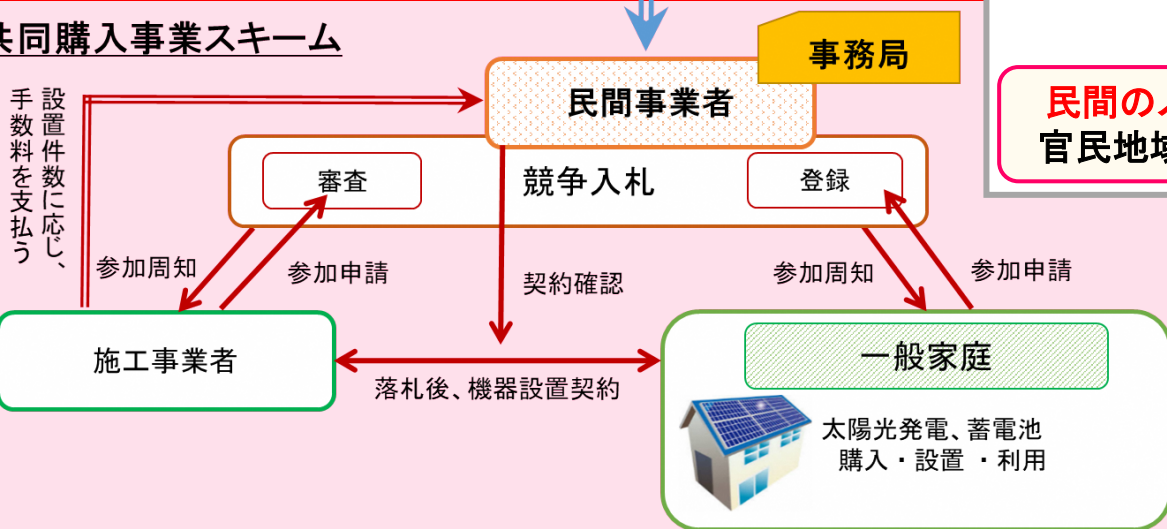 共同購入事業スキーム
事務局
民間事業者
民間の
官民地域
設置件数に応じ、
手数料を支払う
審査
競争入札
登録
参加周知
参加申請
契約確認
参加周知
参加申請
施工事業者
一般家庭
落札後、機器設置契約
太陽光発電、蓄電池
購入・設置・利用